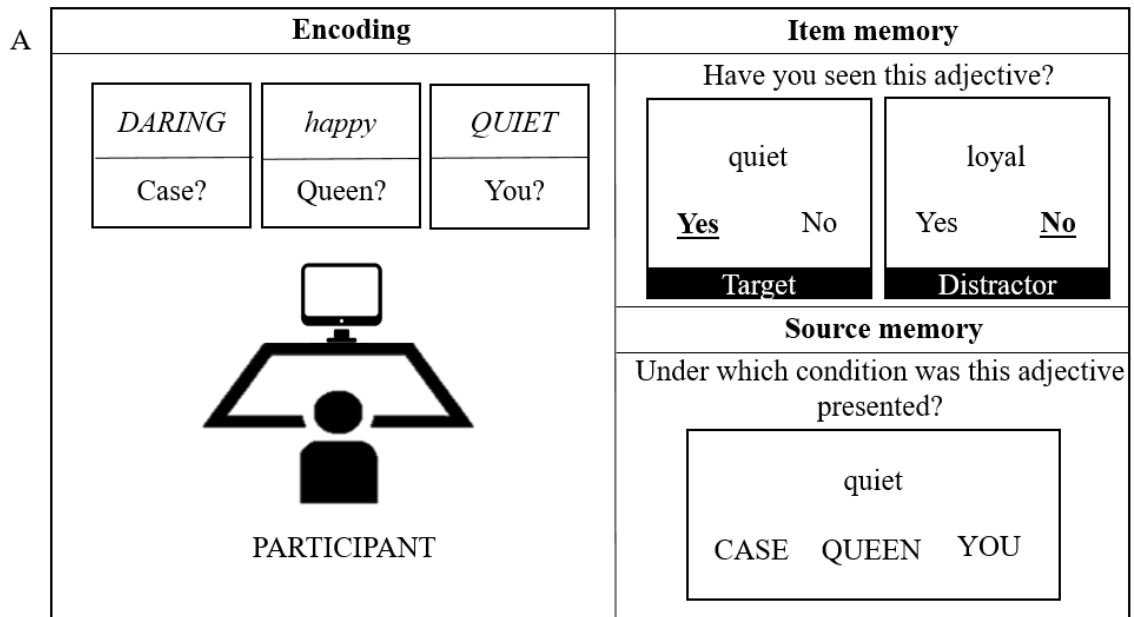 A
Encoding
DARING
Case?
happy
Queen?
QUIET
You?
PARTICIPANT
Item memory
Have you seen this adjective?
quiet
Yes No
Target
loyal
Yes No
Distractor
Source memory
Under which condition was this adjective
presented?
quiet
CASE QUEEN YOU